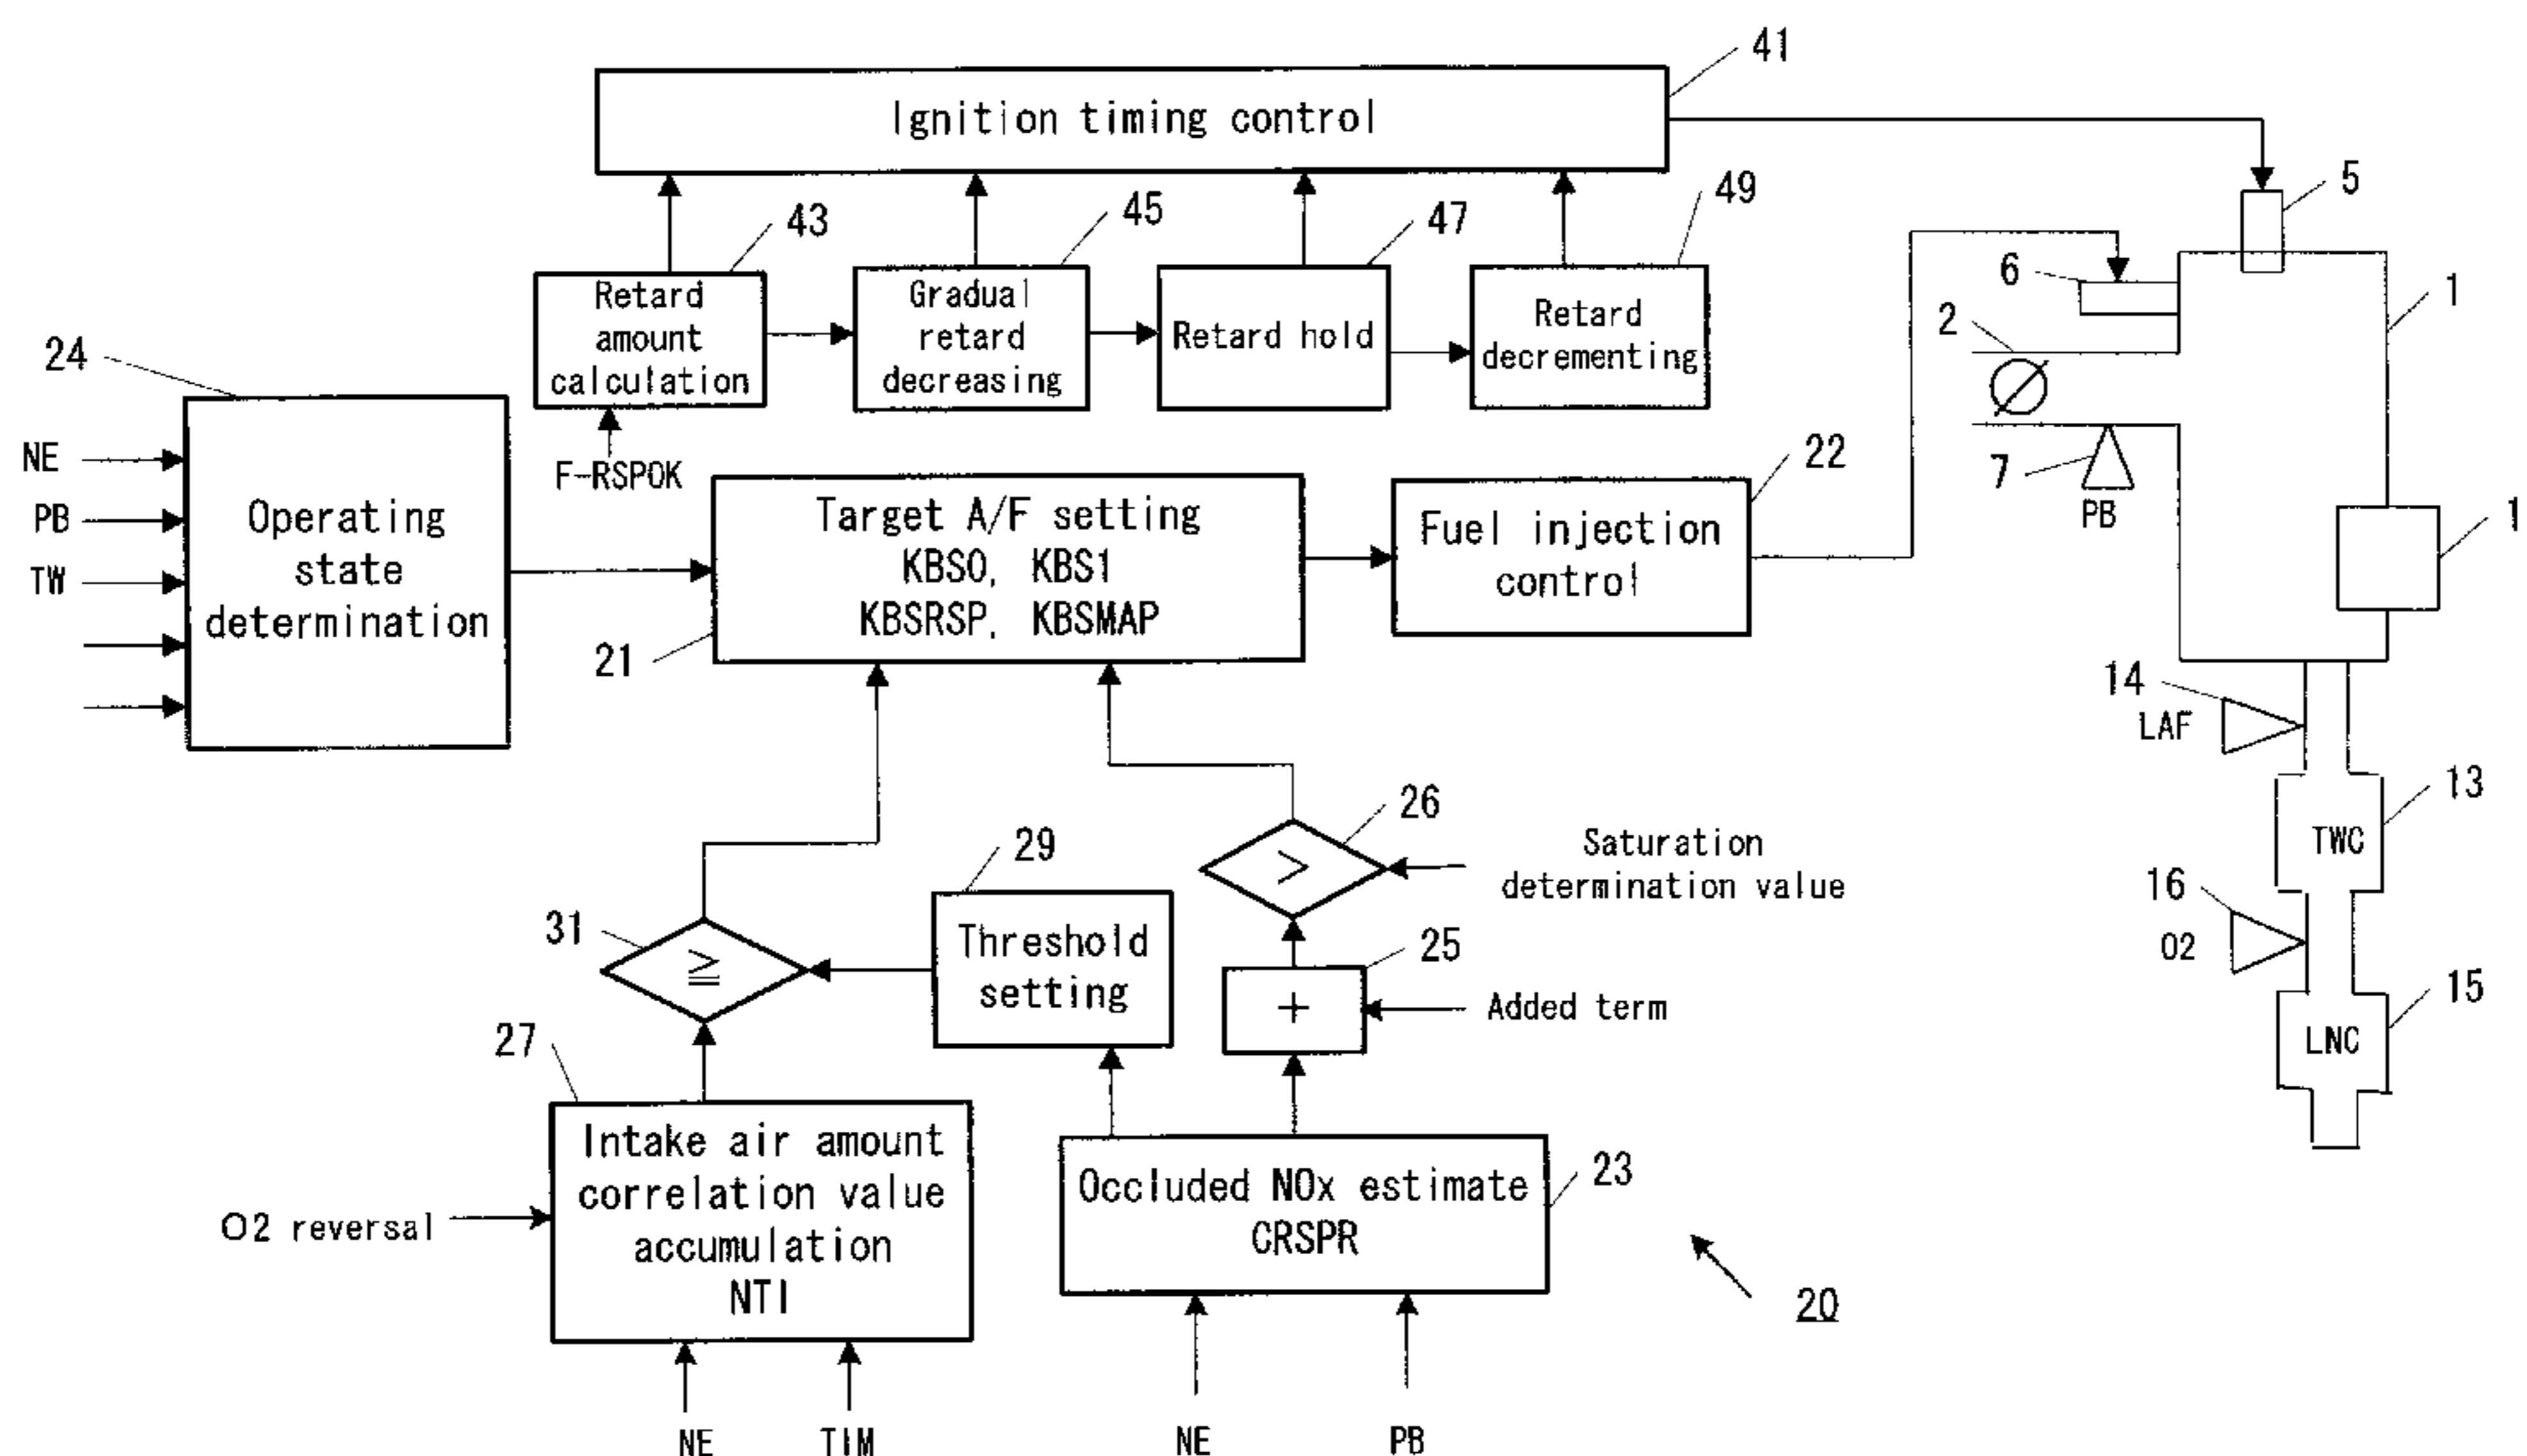 41
Ignition timing control
5
43
45
47
49
6
1
2
Retard
amount
calculation
Gradual
retard
decreasing
Retard hold
Retard
decrementing
24
NE
PB
TW
Operating
state
determination
F-RSPOK
22
7
PB
1
Target A/F setting
KBS0, KBS1
KBSRSP, KBSMAP
21
Fuel injection
control
14
LAF
13
TWC
26
>
Saturation
determination value
29
Threshold
setting
31
≧
16
O2
25
+
Added term
15
LNC
27
Intake air amount
correlation value
accumulation
NTI
O2 reversal
Occluded NOx estimate
CRSPR
23
20
NE
TIM
NE
PB